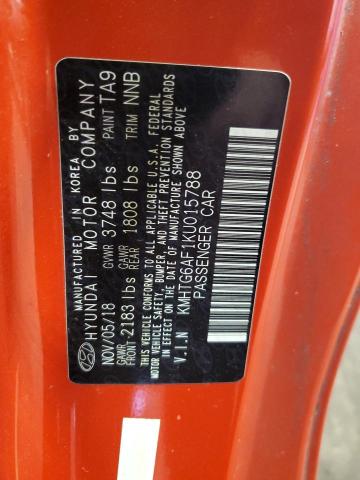 MANUFACTURED IN KOREA BY
HYUNDAI MOTOR COMPANY
NOV/05/18 GVWR 3748 lbs PAINT TA9
GAWR FRONT 2183 lbs GAWR REAR 1808 lbs TRIM NNB
THIS VEHICLE CONFORMS TO ALL APPLICABLE U.S.A. FEDERAL
MOTOR VEHICLE SAFETY, BUMPER, AND THEFT PREVENTION STANDARDS
IN EFFECT ON THE DATE OF MANUFACTURE SHOWN ABOVE
V.I.N KMHTG6AF1KU015788
PASSENGER CAR